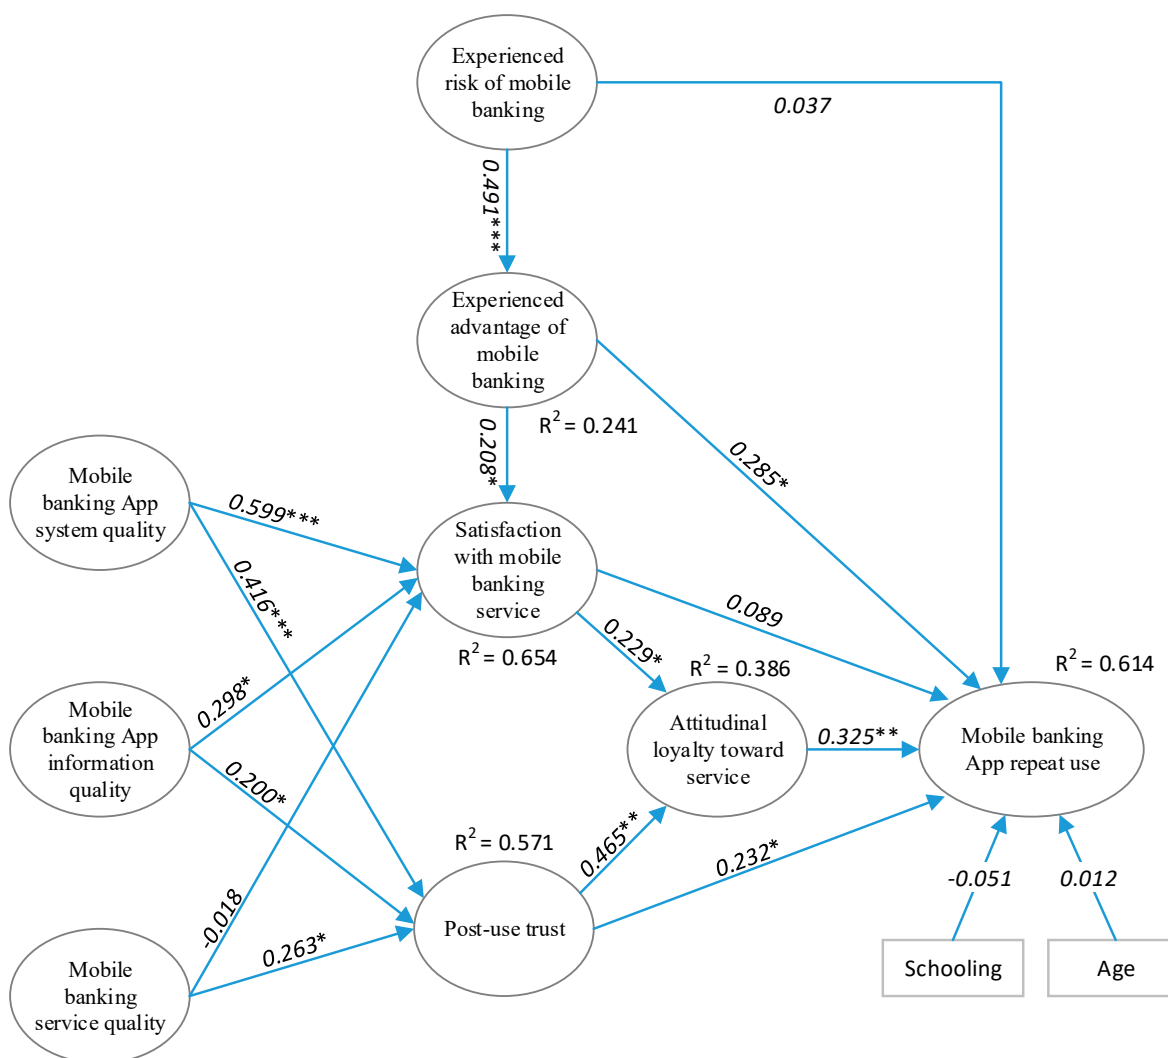 Experienced
risk of mobile
banking
0.037
0.491***
Experienced
advantage of
mobile
banking
R² = 0.241
0.208*
0.285*
Mobile
banking App
system quality
0.599***
0.416***
Satisfaction
with mobile
banking
service
R² = 0.654
0.089
0.229*
R² = 0.386
R² = 0.614
Mobile
banking App
information
quality
0.298*
0.200*
Attitudinal
loyalty toward
service
0.325**
Mobile banking
App repeat use
R² = 0.571
0.465**
0.232*
Post-use trust
-0.018
0.263*
Mobile
banking
service quality
-0.051
0.012
Schooling
Age